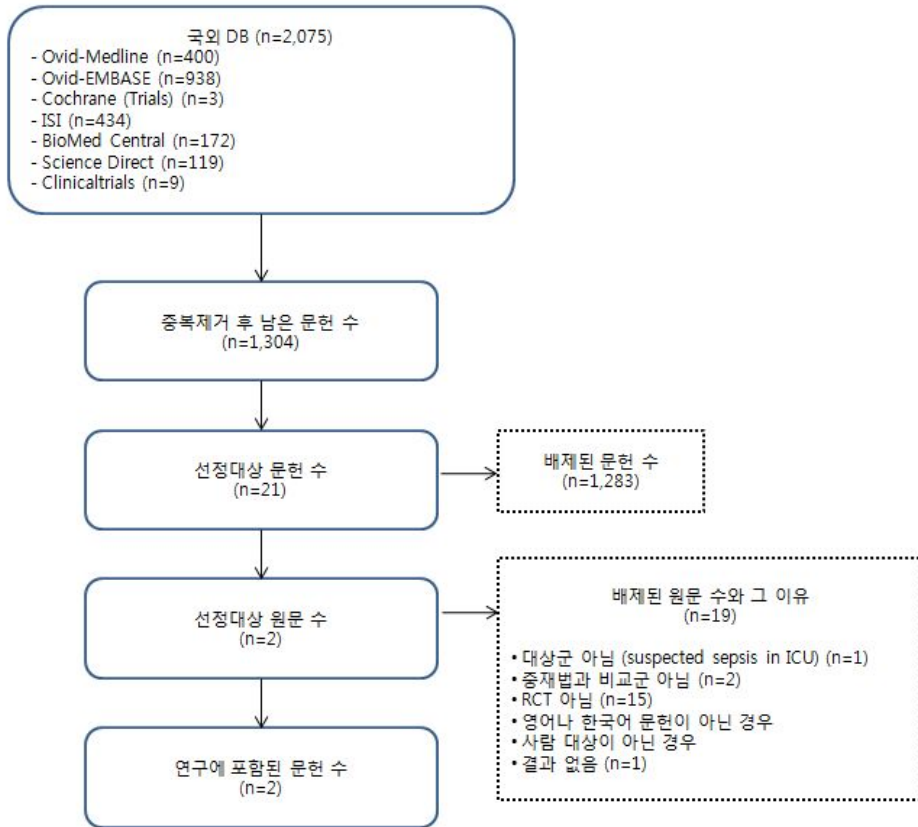 국외 DB (n=2,075)
- Ovid-Medline (n=400)
- Ovid-EMBASE (n=938)
- Cochrane (Trials) (n=3)
- ISI (n=434)
- BioMed Central (n=172)
- Science Direct (n=119)
- Clinicaltrials (n=9)
중복제거 후 남은 문헌 수
(n=1,304)
선정대상 문헌 수
(n=21)
배제된 문헌 수
(n=1,283)
선정대상 원문 수
(n=2)
배제된 원문 수와 그 이유
(n=19)
• 대상군 아님 (suspected sepsis in ICU) (n=1)
• 중재법과 비교군 아님 (n=2)
• RCT 아님 (n=15)
• 영어나 한국어 문헌이 아닌 경우
• 사람 대상이 아닌 경우
• 결과 없음 (n=1)
연구에 포함된 문헌 수
(n=2)